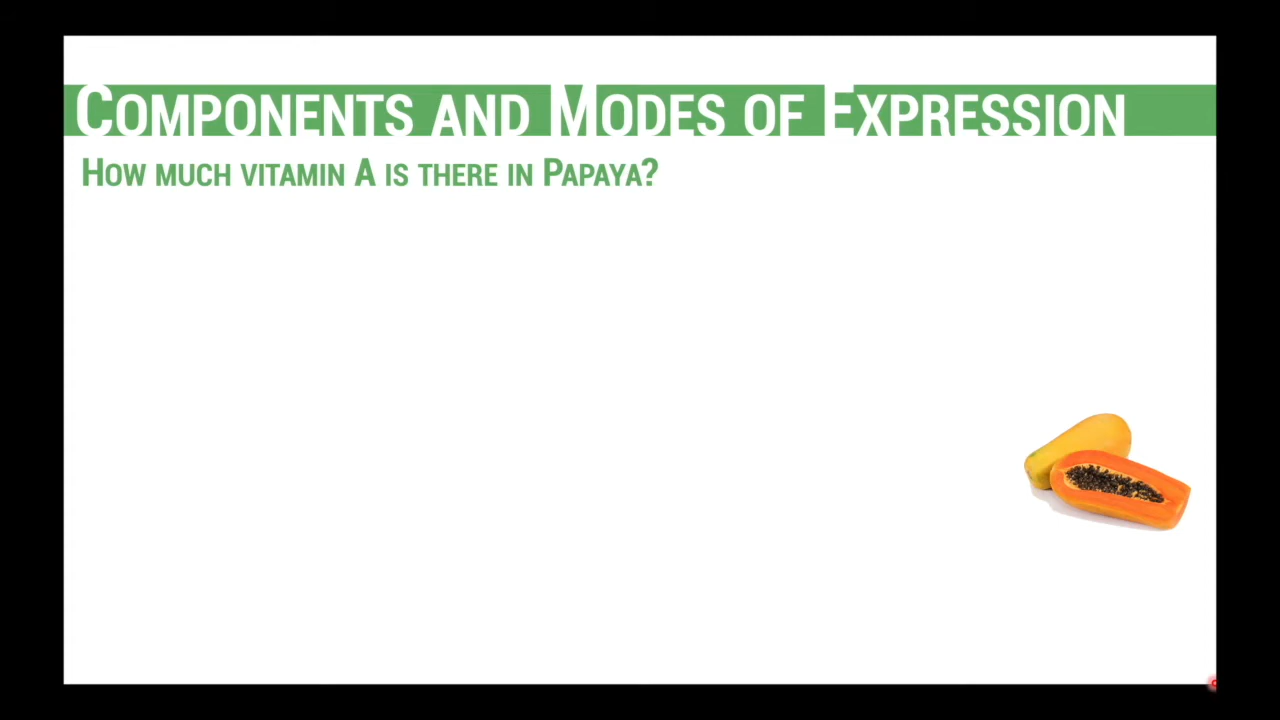 Components and Modes of Expression
How much vitamin A is there in Papaya?